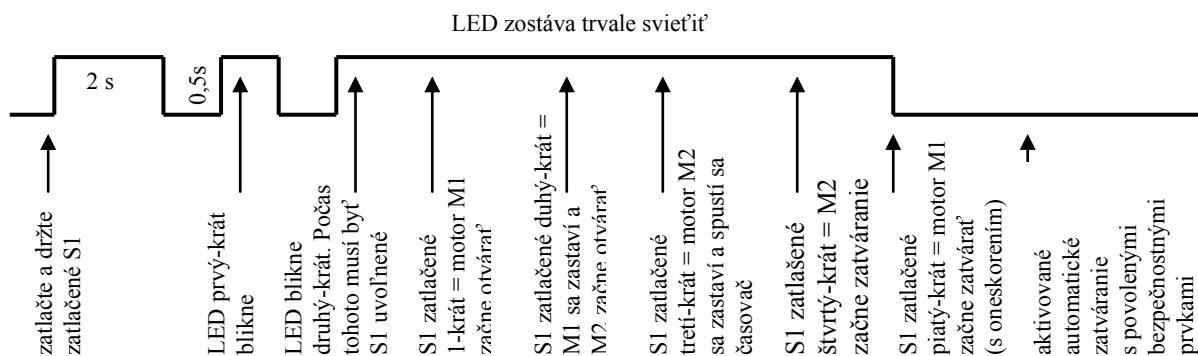 LED zostáva trvale svieťiť
2 s
0,5s
zatlačte a držte
zatlačené S1
LED prvý-krát
blikne
LED blikne
druhý-krát. Počas
tohoto musí byť
S1 uvoľnené
S1 zatlačené
1-krát = motor M1
začne otvárať
S1 zatlačené duhý-krát =
M1 sa zastaví a
M2 začne otvárať
S1 zatlačené
tretí-krát = motor M2
sa zastaví a spustí sa
časovač
S1 zatlašené
štvrtý-krát = M2
začne zatváranie
S1 zatlačené
piatý-krát = motor M1
začne zatvárať
(s oneskorením)
aktivované
automatické
zatváranie
s povolenými
bezpečnostnými
prvkami